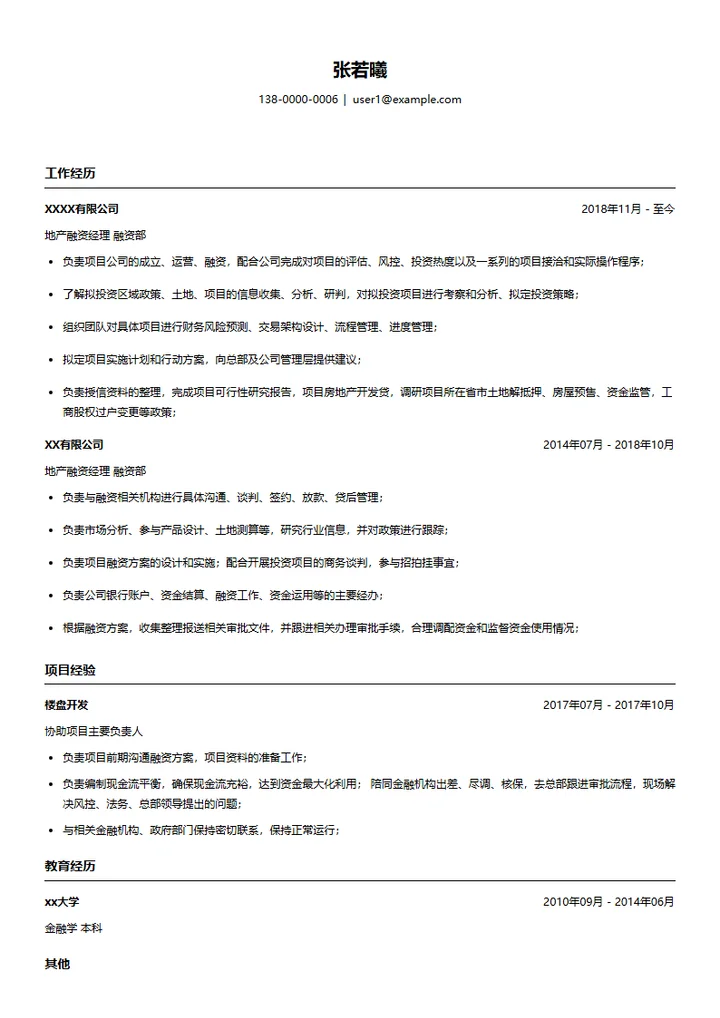 张若曦
138-0000-0006 | user1@example.com
工作经历
XXXX有限公司 2018年11月 - 至今
地产融资经理 融资部
• 负责项目公司的成立、运营、融资，配合公司完成对项目的评估、风控、投资热度以及一系列的项目接洽和实际操作程序；
• 了解拟投资区域政策、土地、项目的信息收集、分析、研判，对拟投资项目进行考察和分析、拟定投资策略；
• 组织团队对具体项目进行财务风险预测、交易架构设计、流程管理、进度管理；
• 拟定项目实施计划和行动方案，向总部及公司管理层提供建议；
• 负责授信资料的整理，完成项目可行性研究报告，项目房地产开发贷，调研项目所在省市土地解抵押、房屋预售、资金监管，工
商股权过户变更等政策；
XX有限公司 2014年07月 - 2018年10月
地产融资经理 融资部
• 负责与融资相关机构进行具体沟通、谈判、签约、放款、贷后管理；
• 负责市场分析、参与产品设计、土地测算等，研究行业信息，并对政策进行跟踪；
• 负责项目融资方案的设计和实施；配合开展投资项目的商务谈判，参与招拍挂事宜；
• 负责公司银行账户、资金结算、融资工作、资金运用等的主要经办；
• 根据融资方案，收集整理报送相关审批文件，并跟进相关办理审批手续，合理调配资金和监督资金使用情况；
项目经验
楼盘开发 2017年07月 - 2017年10月
协助项目主要负责人
• 负责项目前期沟通融资方案，项目资料的准备工作；
• 负责编制现金流平衡，确保现金流充裕，达到资金最大化利用； 陪同金融机构出差、尽调、核保，去总部跟进审批流程，现场解
决风控、法务、总部领导提出的问题；
• 与相关金融机构、政府部门保持密切联系，保持正常运行；
教育经历
xx大学 2010年09月 - 2014年06月
金融学 本科
其他